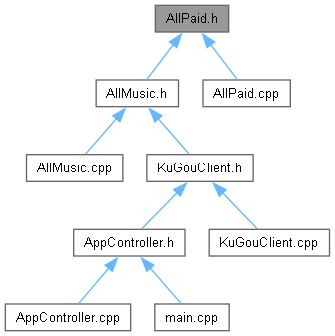 AllPaid.h
AllMusic.h
AllPaid.cpp
AllMusic.cpp
KuGouClient.h
AppController.h
KuGouClient.cpp
AppController.cpp
main.cpp